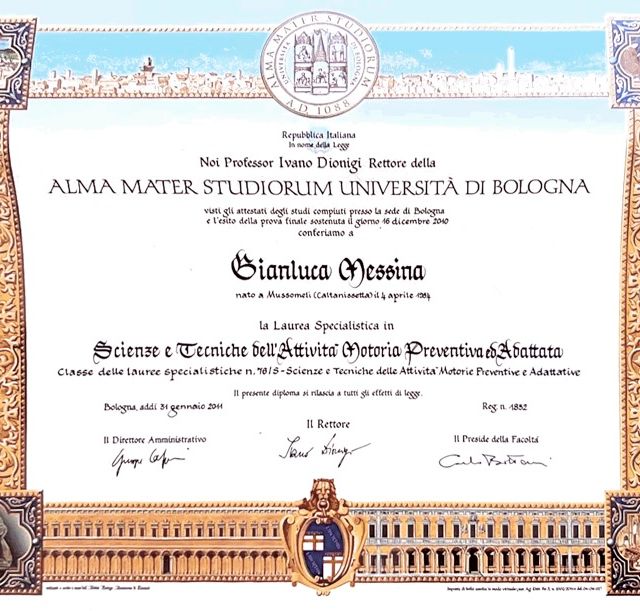 ALMA MATER STUDIORUM
A.D. 1088
Repubblica Italiana
In nome della Legge
Noi Professor Ivano Dionigi Rettore della
ALMA MATER STUDIORUM UNIVERSITÀ DI BOLOGNA
visti gli attestati degli studi compiuti presso la sede di Bologna
e l'esito della prova finale sostenuta il giorno 16 dicembre 2010
conferiamo a
Gianluca Messina
nato a Mussomeli (Caltanissetta) il 4 aprile 1984
la Laurea Specialistica in
Scienze e Tecniche dell'Attivita' Motoria Preventiva ed Adattata
Classe delle lauree specialistiche n. 76/S - Scienze e Tecniche delle Attivita' Motorie Preventive e Adattative
Il presente diploma si rilascia a tutti gli effetti di legge.
Bologna, addì 31 gennaio 2011
Reg. n. 1852
Il Rettore
Il Direttore Amministrativo
Il Preside della Facoltà
Ivano Dionigi